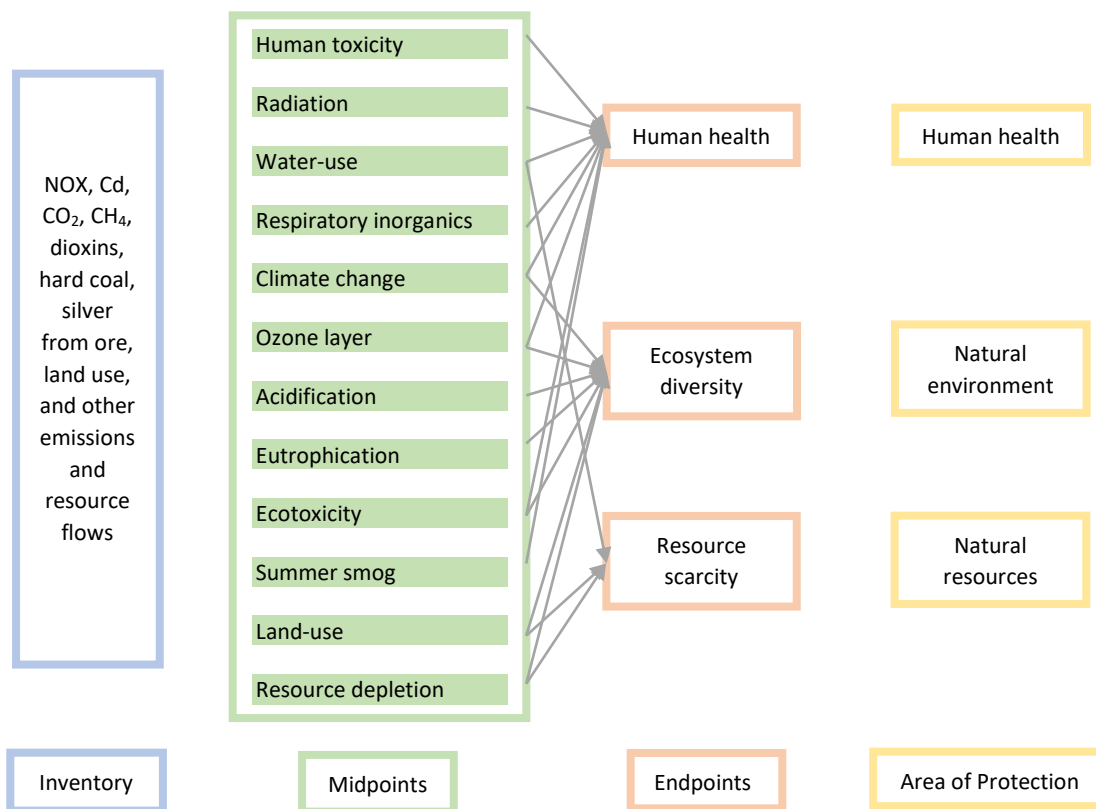 NOX, Cd,
CO₂, CH₄,
dioxins,
hard coal,
silver
from ore,
land use,
and other
emissions
and
resource
flows
Human toxicity
Radiation
Water-use
Respiratory inorganics
Climate change
Ozone layer
Acidification
Eutrophication
Ecotoxicity
Summer smog
Land-use
Resource depletion
Human health
Ecosystem
diversity
Resource
scarcity
Human health
Natural
environment
Natural
resources
Inventory
Midpoints
Endpoints
Area of Protection